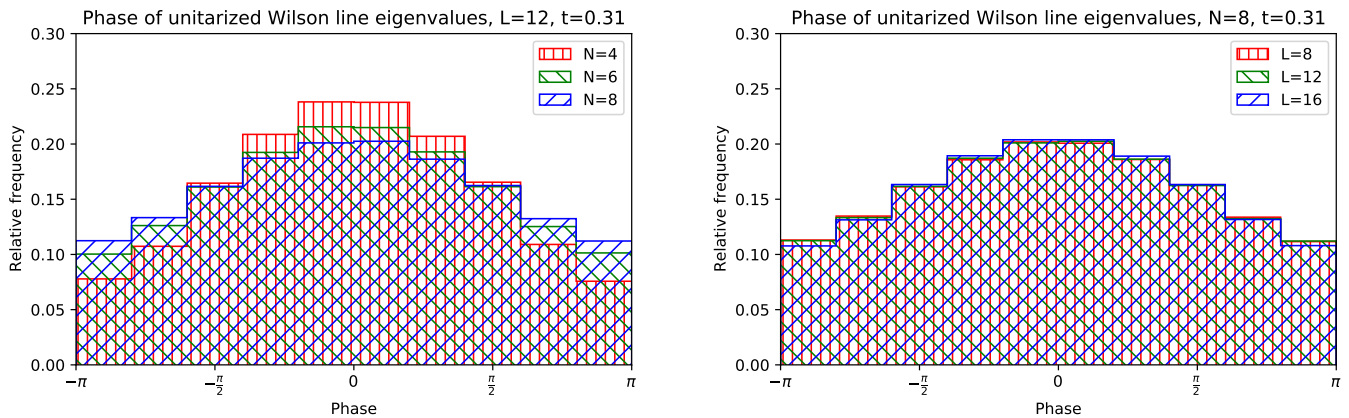 Phase of unitarized Wilson line eigenvalues, L=12, t=0.31
Relative frequency
0.30
0.25
0.20
0.15
0.10
0.05
0.00
N=4
N=6
N=8
−π
−π/2
0
π/2
π
Phase
Phase of unitarized Wilson line eigenvalues, N=8, t=0.31
Relative frequency
0.30
0.25
0.20
0.15
0.10
0.05
0.00
L=8
L=12
L=16
−π
−π/2
0
π/2
π
Phase